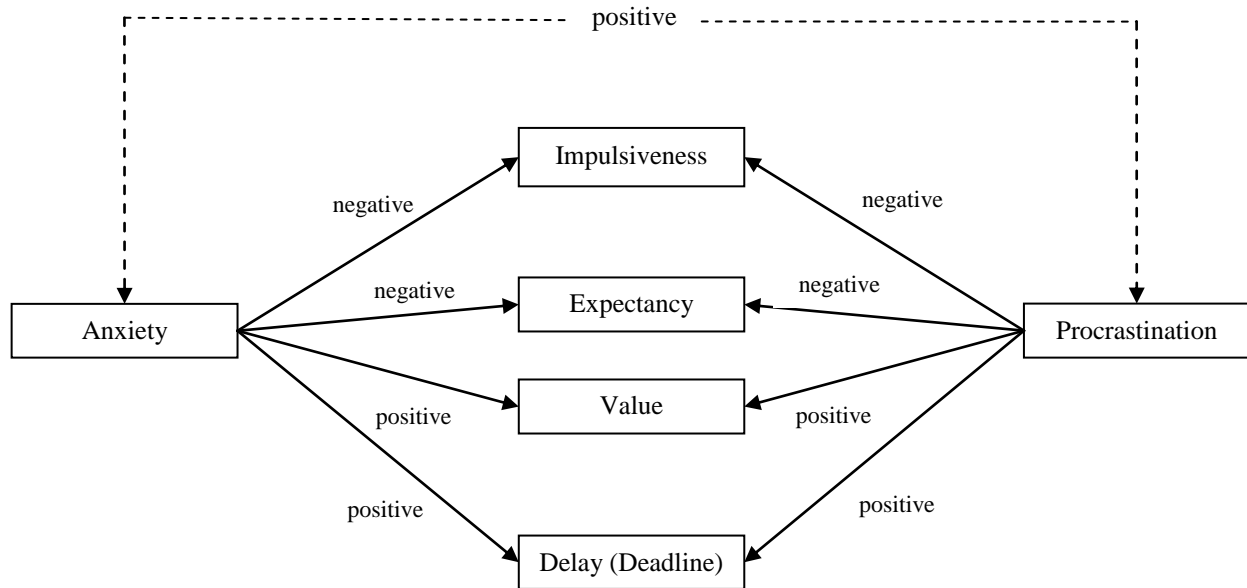 positive
Impulsiveness
negative
negative
negative
Expectancy
negative
Anxiety
Procrastination
Value
positive
positive
positive
positive
Delay (Deadline)